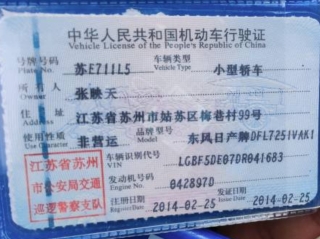 中华人民共和国机动车行驶证
Vehicle License of the People's Republic of China
号牌号码 苏E711L5 车辆类型 小型轿车
Plate No. Vehicle Type
所有人 张映天
Owner
住址 江苏省苏州市姑苏区梅巷村99号
Address
使用性质 非营运 品牌型号 东风日产牌DFL7251VAK1
Use Character Model
江苏省苏州
市公安局交通
巡逻警察支队
车辆识别代号 LGBF5DE07DR041683
VIN
发动机号码 042897D
Engine No.
注册日期 2014-02-25 发证日期 2014-02-25
Register Date Issue Date